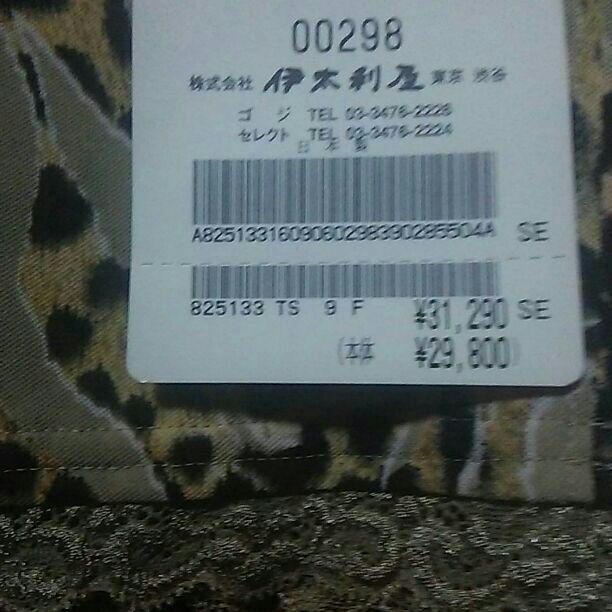 00298
株式会社 伊太利屋 東京 渋谷
ゴ ジ TEL 03-3476-2226
セレクト TEL 03-3476-2224
日本製
A8251331609060298390285504A SE
825133 TS 9 F ¥31,290 SE
(本体 ¥29,800)